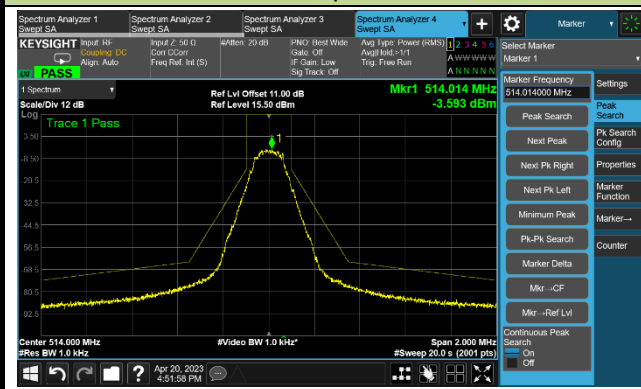 Spectrum Analyzer 1
Swept SA
Spectrum Analyzer 2
Swept SA
Spectrum Analyzer 3
Swept SA
Spectrum Analyzer 4
Swept SA
Marker
KEYSIGHT
Input: RF
Coupling: DC
Align: Auto
Input Z: 50 Ω
Corr CCorr
Freq Ref: Int (S)
#Atten: 20 dB
PNO: Best Wide
Gate: Off
IF Gain: Low
Sig Track: Off
Avg Type: Power (RMS)
Avg|Hold:>1/1
Trig: Free Run
1 2 3 4 5 6
A W W W W W
A N N N N N
LXI
PASS
Select Marker
Marker 1
1 Spectrum
Scale/Div 12 dB
Ref Lvl Offset 11.00 dB
Ref Level 15.50 dBm
Mkr1 514.014 MHz
-3.593 dBm
Log
Trace 1 Pass
1
3.50
-8.50
-20.5
-32.5
-44.5
-56.5
-68.5
-80.5
-92.5
Center 514.000 MHz
#Res BW 1.0 kHz
#Video BW 1.0 kHz*
Span 2.000 MHz
#Sweep 20.0 s (2001 pts)
Marker Frequency
514.014000 MHz
Peak Search
Next Peak
Next Pk Right
Next Pk Left
Minimum Peak
Pk-Pk Search
Marker Delta
Mkr→CF
Mkr→Ref Lvl
Continuous Peak
Search
On
Off
Settings
Peak
Search
Pk Search
Config
Properties
Marker
Function
Marker→
Counter
Apr 20, 2023
4:51:58 PM